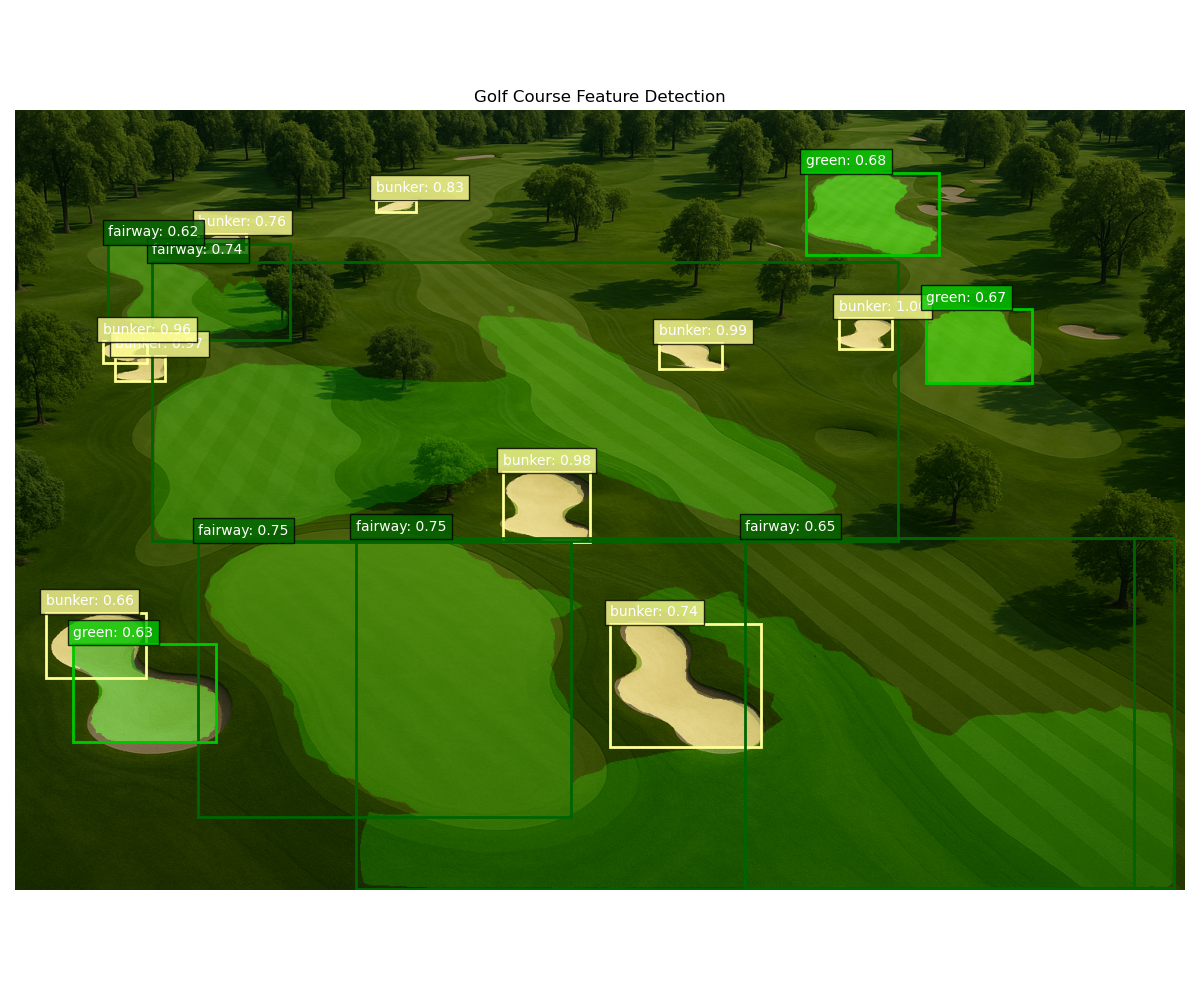 Golf Course Feature Detection
green: 0.68
bunker: 0.83
bunker: 0.76
fairway: 0.62
fairway: 0.74
green: 0.67
bunker: 1.0
bunker: 0.96
bunker: 0.97
bunker: 0.99
bunker: 0.98
fairway: 0.75
fairway: 0.75
fairway: 0.65
bunker: 0.66
bunker: 0.74
green: 0.63